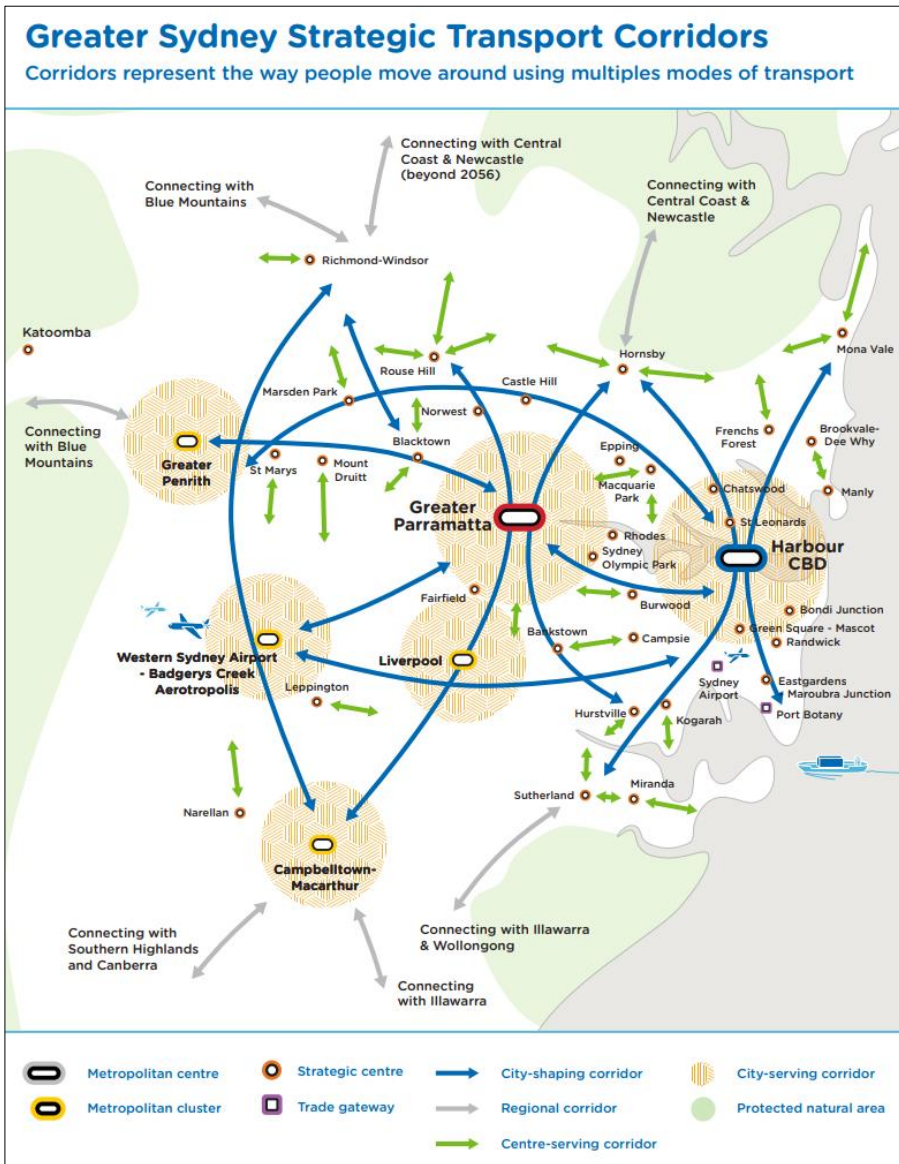 Greater Sydney Strategic Transport Corridors
Corridors represent the way people move around using multiples modes of transport
Connecting with Central
Coast & Newcastle
(beyond 2056)
Connecting with
Blue Mountains
Connecting with
Central Coast &
Newcastle
Richmond-Windsor
Katoomba
Mona Vale
Hornsby
Rouse Hill
Castle Hill
Marsden Park
Norwest
Connecting
with Blue
Mountains
Blacktown
Frenchs
Forest
Brookvale-
Dee Why
Greater
Penrith
St Marys
Mount
Druitt
Epping
Macquarie
Park
Chatswood
Manly
Greater
Parramatta
St Leonards
Rhodes
Sydney
Olympic Park
Harbour
CBD
Fairfield
Burwood
Bondi Junction
Green Square - Mascot
Randwick
Bankstown
Campsie
Western Sydney Airport
- Badgerys Creek
Aerotropolis
Liverpool
Sydney
Airport
Eastgardens
Maroubra Junction
Port Botany
Leppington
Hurstville
Kogarah
Narellan
Sutherland
Miranda
Campbelltown-
Macarthur
Connecting with
Southern Highlands
and Canberra
Connecting with Illawarra
& Wollongong
Connecting
with Illawarra
Metropolitan centre
Strategic centre
City-shaping corridor
City-serving corridor
Metropolitan cluster
Trade gateway
Regional corridor
Protected natural area
Centre-serving corridor